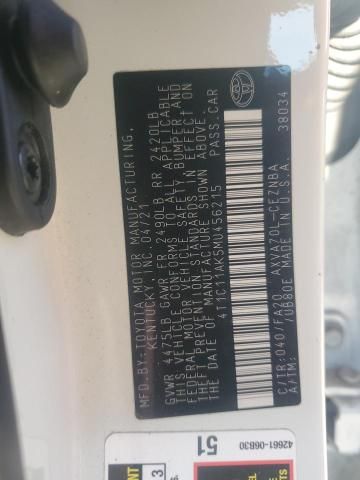 MFD.BY:TOYOTA MOTOR MANUFACTURING,
KENTUCKY, INC. 04/21
GVWR 4475LB GAWR FR 2490LB RR 2420LB
THIS VEHICLE CONFORMS TO ALL APPLICABLE
FEDERAL MOTOR VEHICLE SAFETY, BUMPER, AND
THEFT PREVENTION STANDARDS IN EFFECT ON
THE DATE OF MANUFACTURE SHOWN ABOVE.
4T1C11AK5MU456215 PASS.CAR
C/TR:040/FA20 AXVA70L-CEZNBA
A/TM: /UB80E MADE IN U.S.A.
38034
42661-06B30
51
3